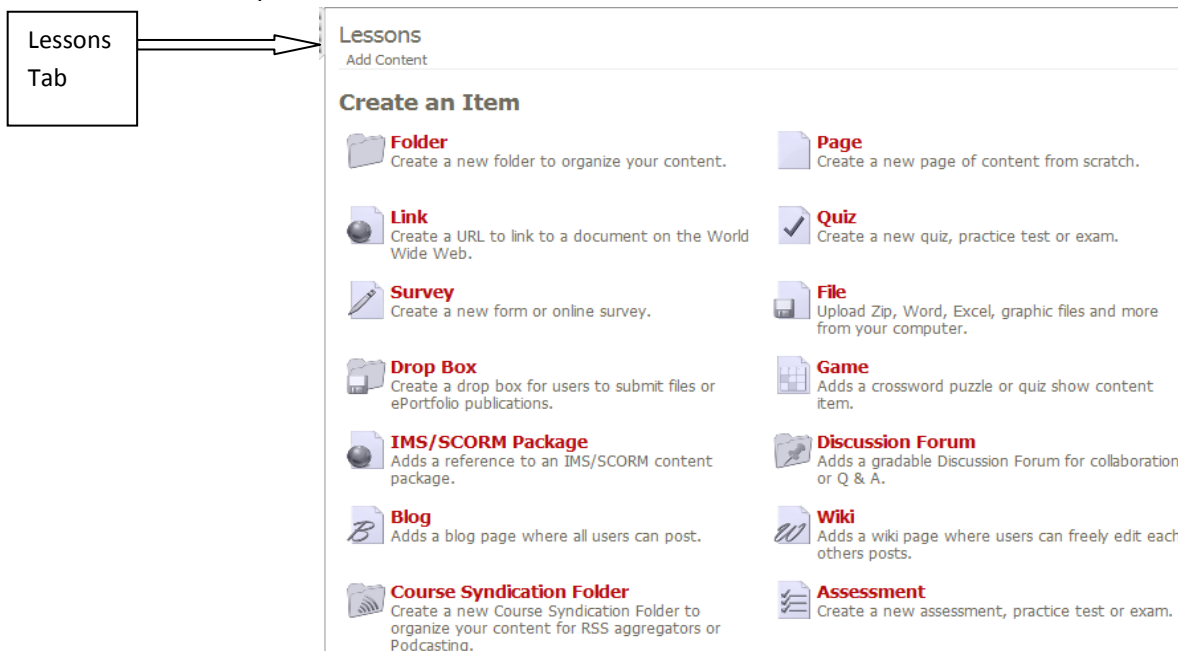 Lessons
Tab
Lessons
Add Content
Create an Item
Folder
Create a new folder to organize your content.
Page
Create a new page of content from scratch.
Link
Create a URL to link to a document on the World
Wide Web.
Quiz
Create a new quiz, practice test or exam.
Survey
Create a new form or online survey.
File
Upload Zip, Word, Excel, graphic files and more
from your computer.
Drop Box
Create a drop box for users to submit files or
ePortfolio publications.
Game
Adds a crossword puzzle or quiz show content
item.
IMS/SCORM Package
Adds a reference to an IMS/SCORM content
package.
Discussion Forum
Adds a gradable Discussion Forum for collaboration
or Q & A.
Blog
Adds a blog page where all users can post.
Wiki
Adds a wiki page where users can freely edit each
others posts.
Course Syndication Folder
Create a new Course Syndication Folder to
organize your content for RSS aggregators or
Podcasting.
Assessment
Create a new assessment, practice test or exam.